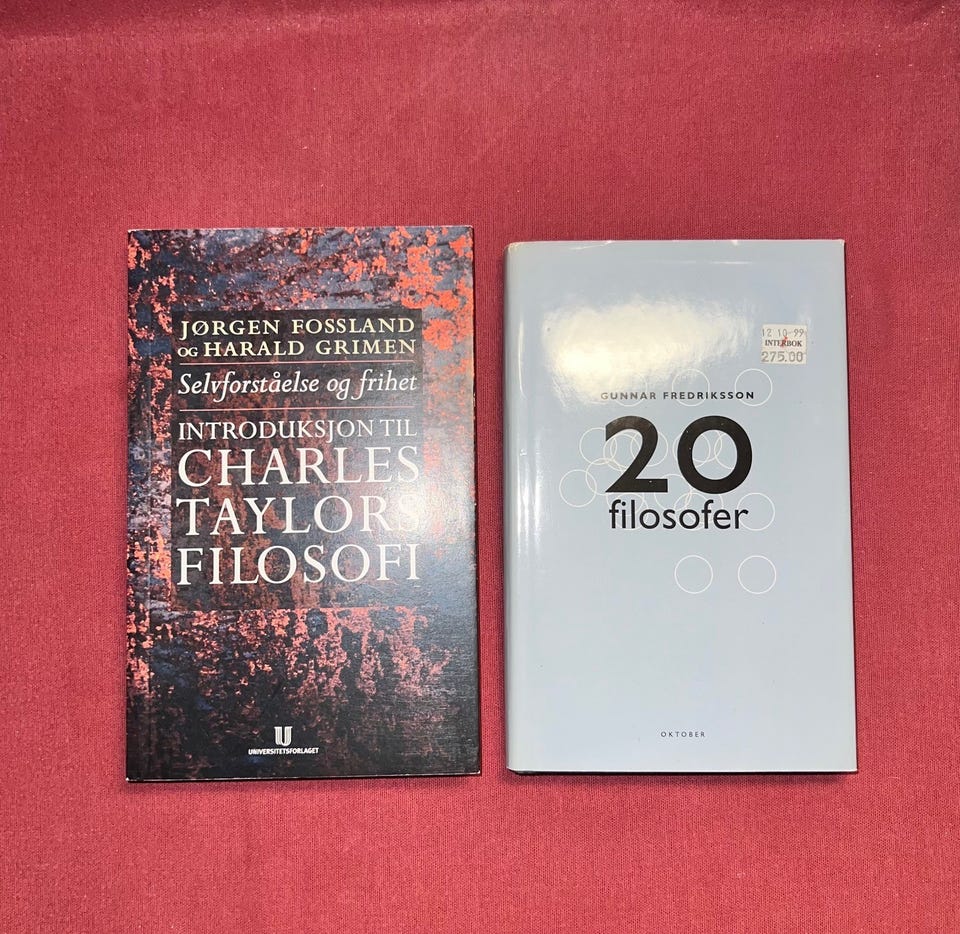 JØRGEN FOSSLAND
OG HARALD GRIMEN
Selvforståelse og frihet
INTRODUKSJON TIL
CHARLES
TAYLORS
FILOSOFI
U
UNIVERSITETSFORLAGET
12 10 99
INTERBOK
275.00
GUNNAR FREDRIKSSON
20
filosofer
OKTOBER